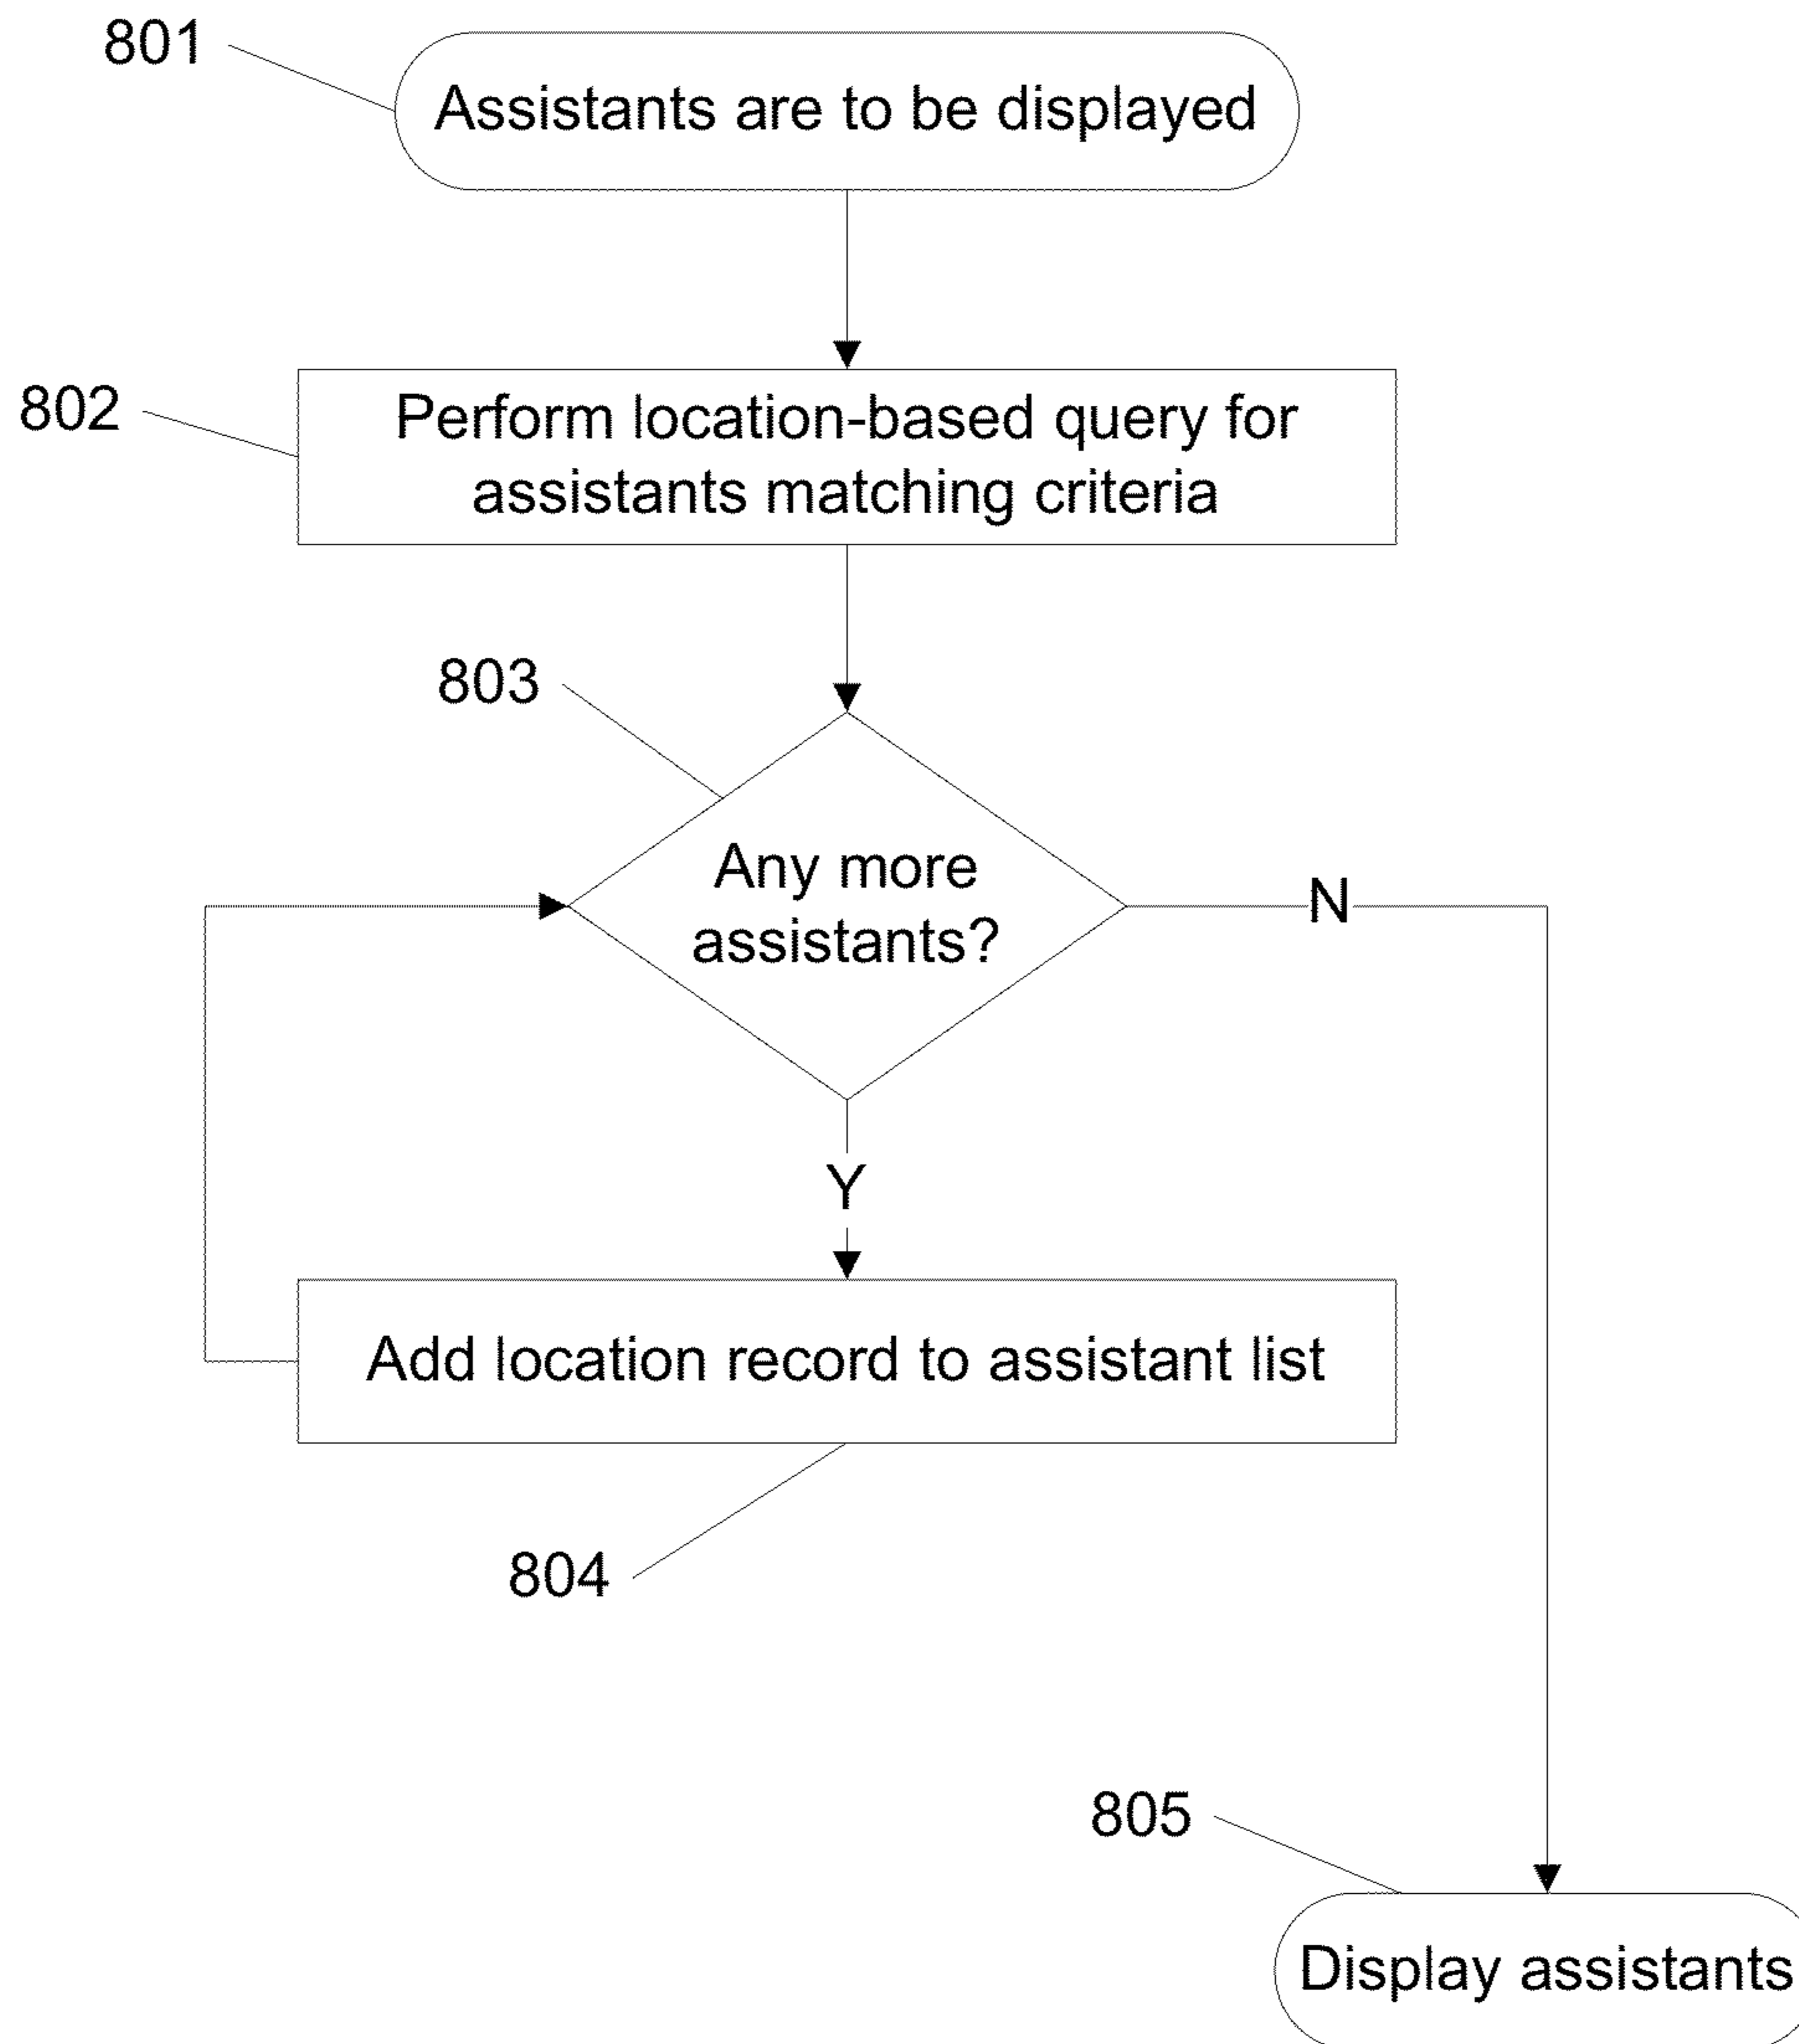 801
Assistants are to be displayed
802
Perform location-based query for
assistants matching criteria
803
Any more
assistants?
N
Y
Add location record to assistant list
804
805
Display assistants